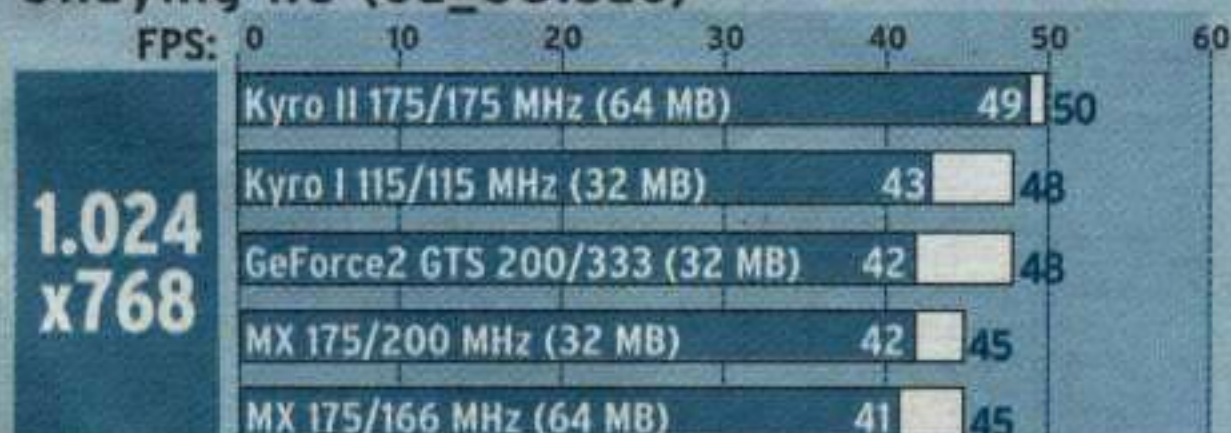 FPS: 0 10 20 30 40 50 60
1.024
x768
Kyro II 175/175 MHz (64 MB) 49 50
Kyro I 115/115 MHz (32 MB) 43 48
GeForce2 GTS 200/333 (32 MB) 42 48
MX 175/200 MHz (32 MB) 42 45
MX 175/166 MHz (64 MB) 41 45